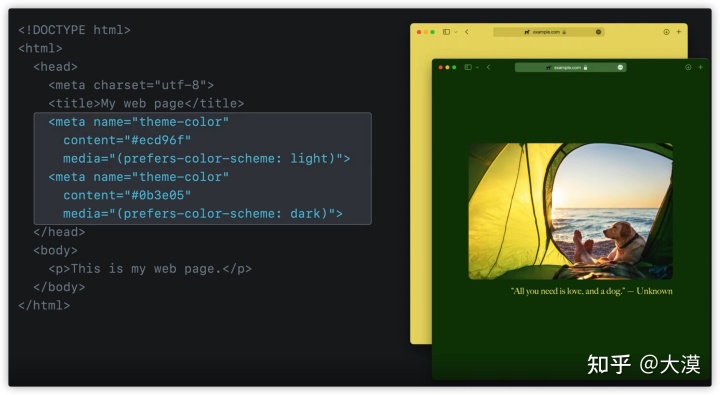 <!DOCTYPE html>
<html>
<head>
<meta charset="utf-8">
<title>My web page</title>
<meta name="theme-color"
content="#ecd96f"
media="(prefers-color-scheme: light)">
<meta name="theme-color"
content="#0b3e05"
media="(prefers-color-scheme: dark)">
</head>
<body>
<p>This is my web page.</p>
</body>
</html>
example.com
example.com
“All you need is love, and a dog.” — Unknown
知乎 @大漠